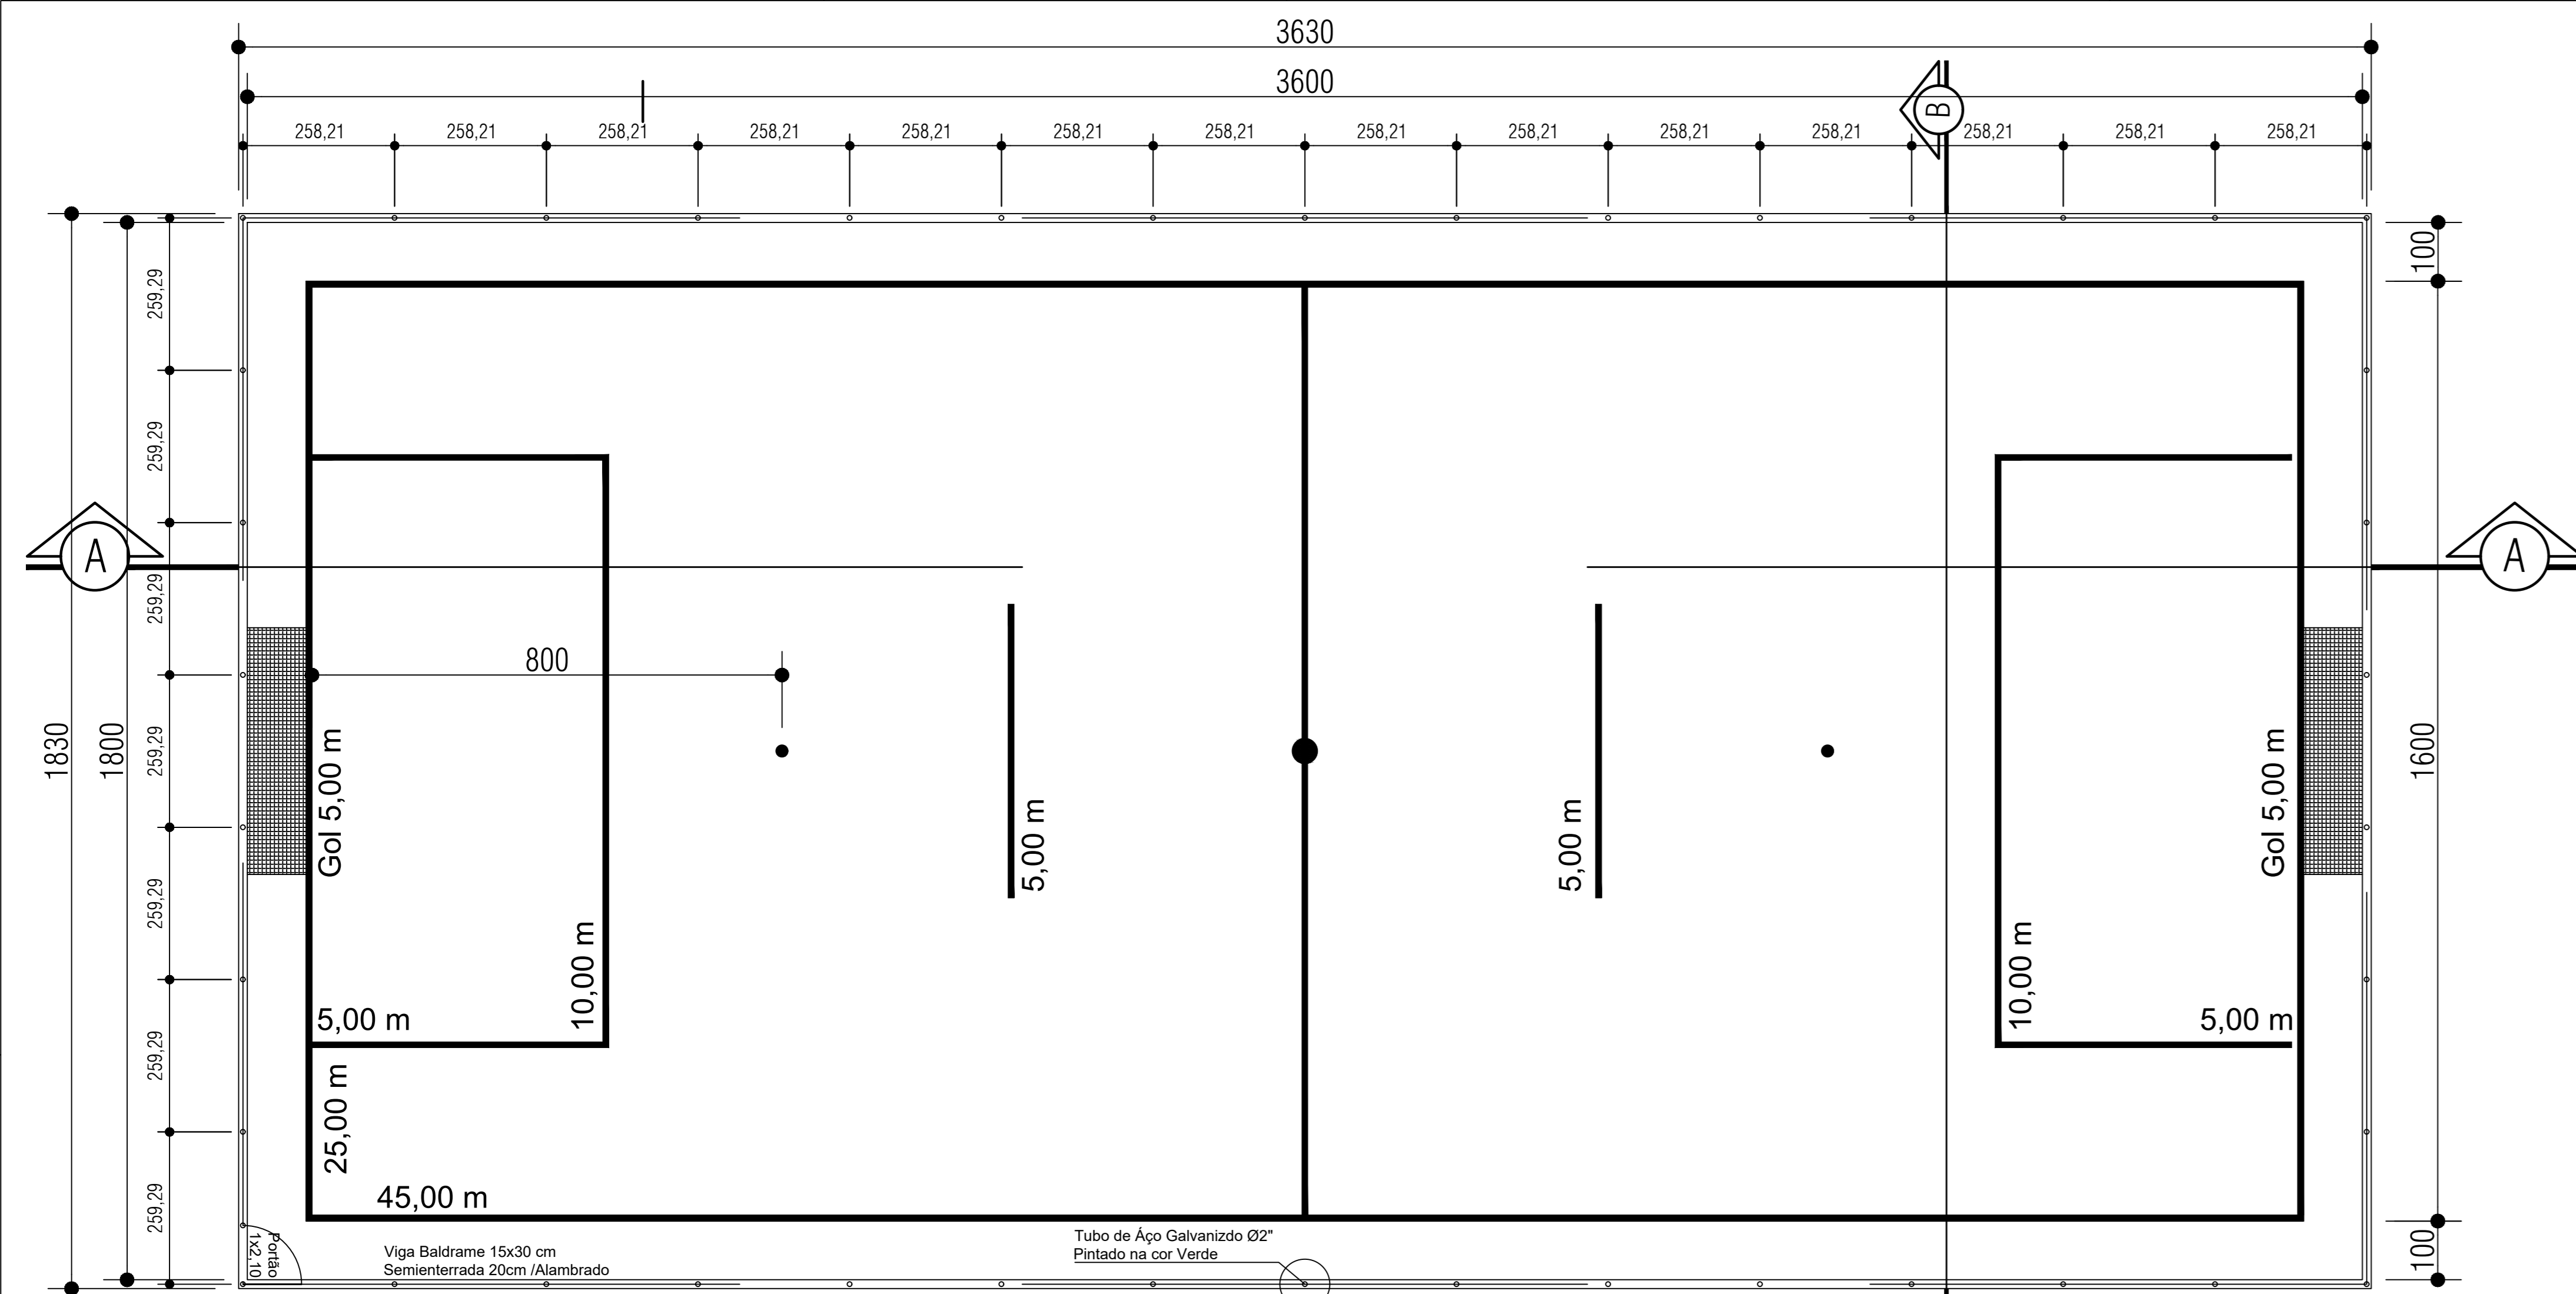 3630
3600
B
258,21 258,21 258,21 258,21 258,21 258,21 258,21 258,21 258,21 258,21 258,21 258,21 258,21 258,21
100
259,29
259,29
259,29
259,29
259,29
259,29
259,29
A
A
800
1830
1800
1600
Gol 5,00 m
Gol 5,00 m
5,00 m
5,00 m
10,00 m
10,00 m
5,00 m
5,00 m
25,00 m
45,00 m
Portão
1x2,10
Viga Baldrame 15x30 cm
Semienterrada 20cm /Alambrado
Tubo de Áço Galvanizdo Ø2"
Pintado na cor Verde
100